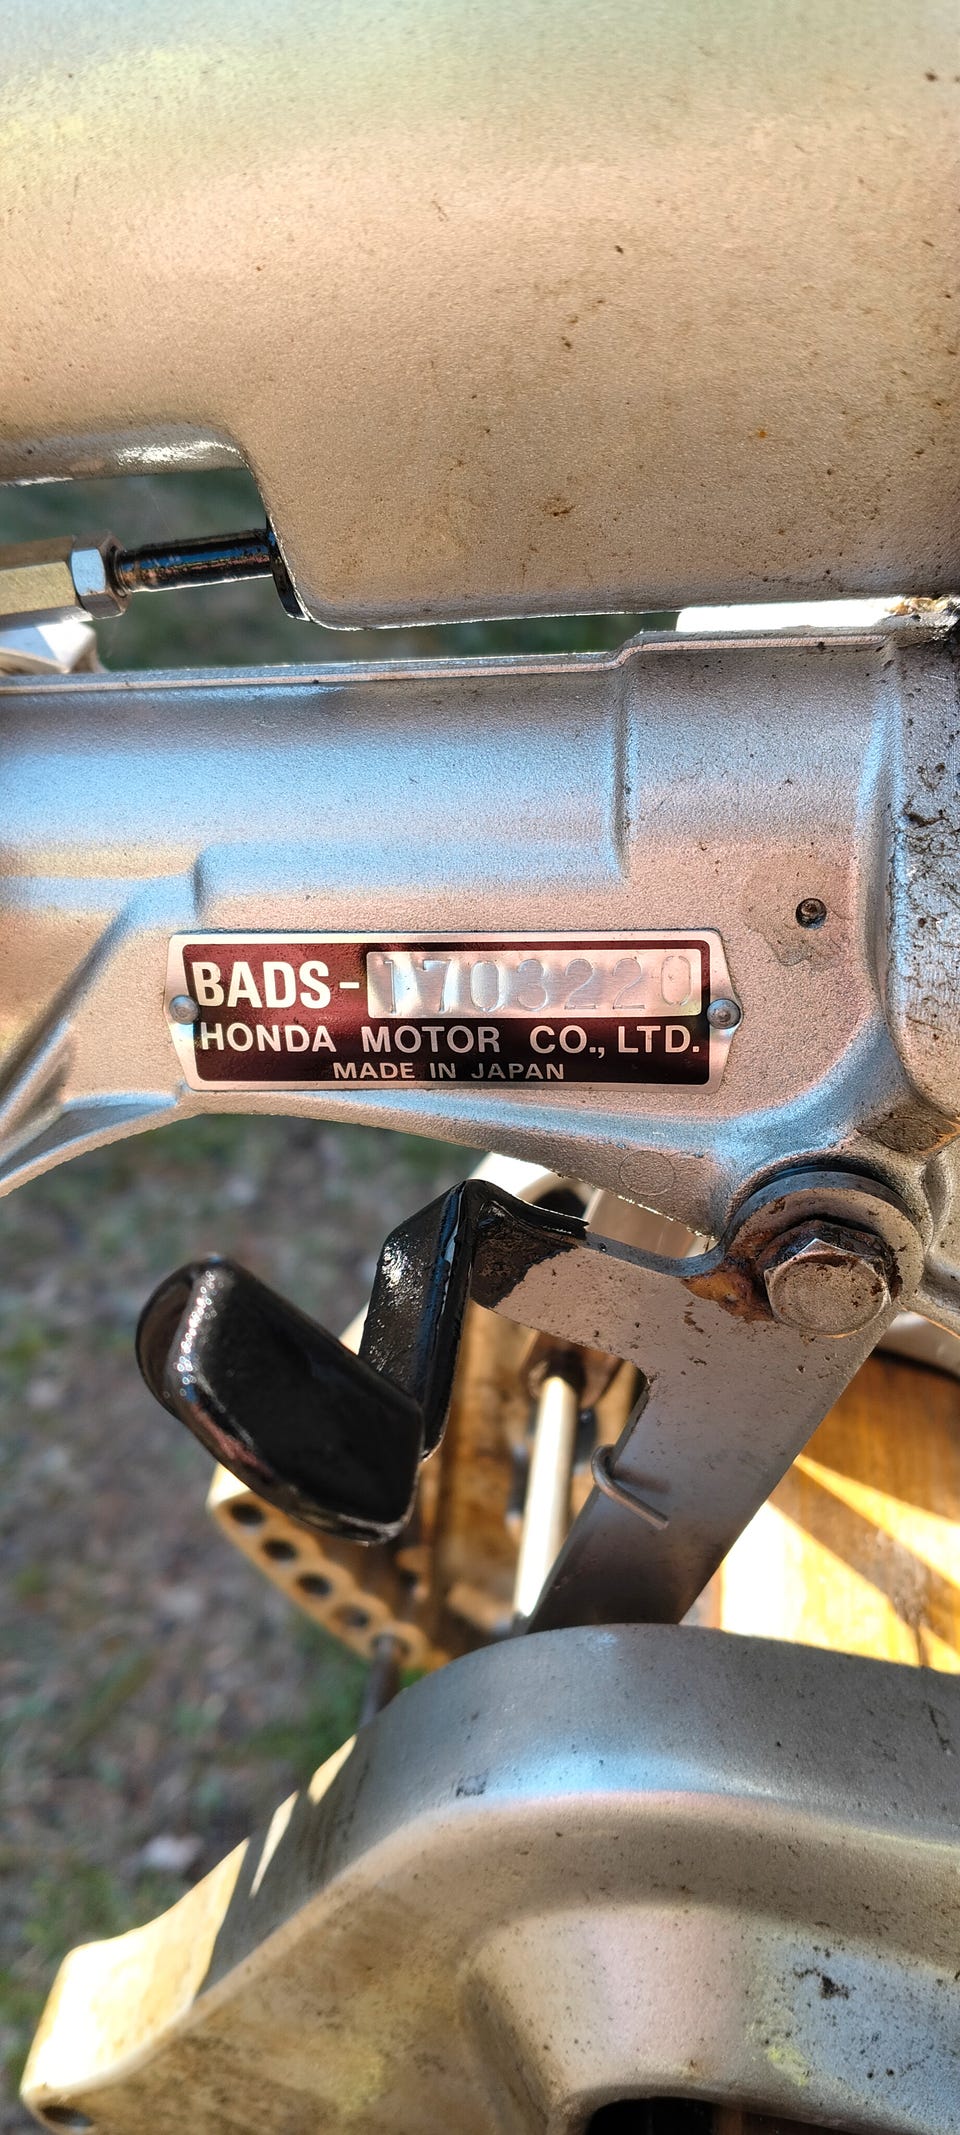 BADS-1703220
HONDA MOTOR CO., LTD.
MADE IN JAPAN